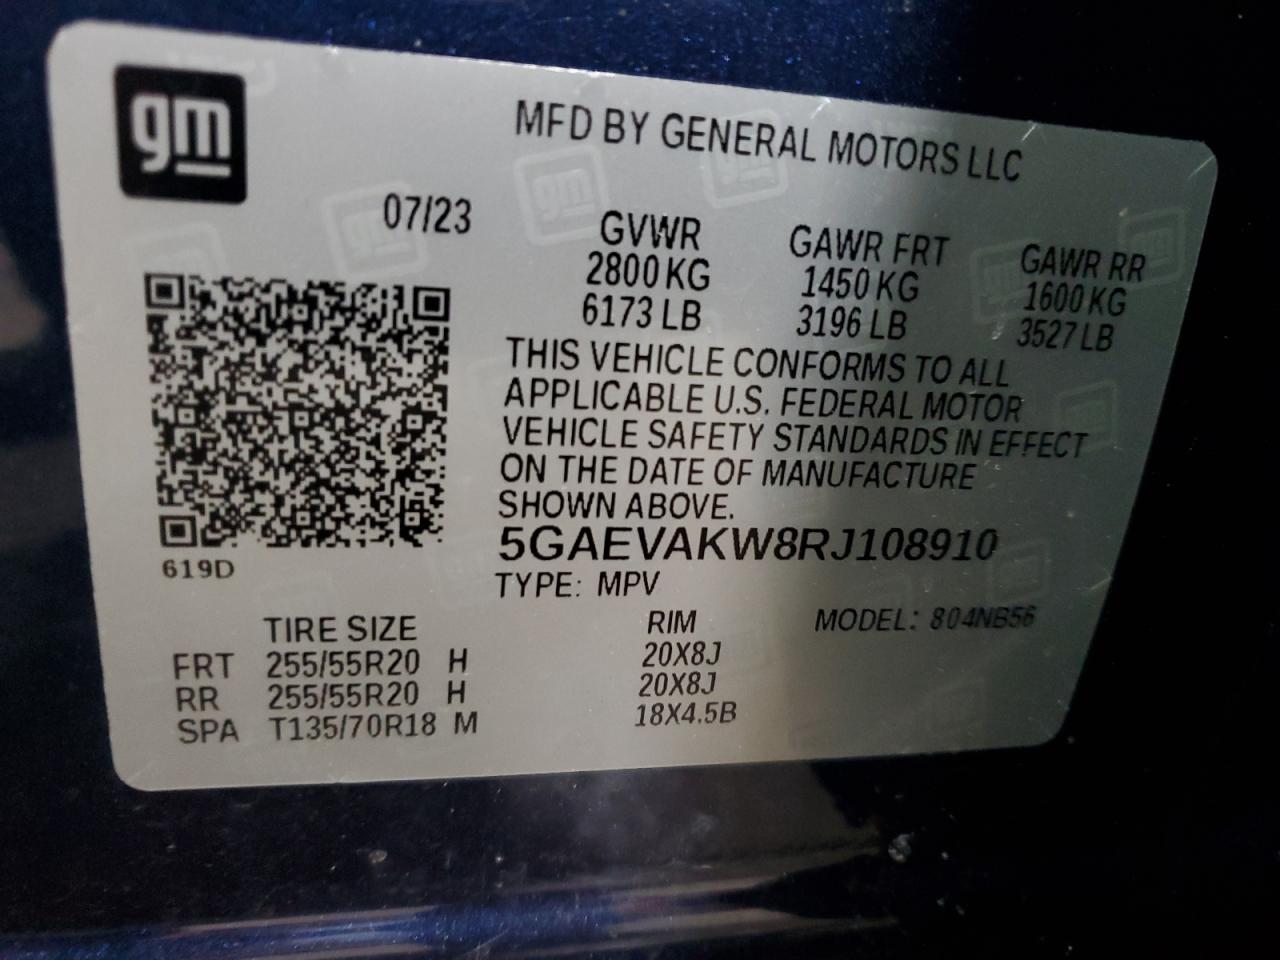 gm
MFD BY GENERAL MOTORS LLC
07/23
GVWR
2800 KG
6173 LB
GAWR FRT
1450 KG
3196 LB
GAWR RR
1600 KG
3527 LB
THIS VEHICLE CONFORMS TO ALL
APPLICABLE U.S. FEDERAL MOTOR
VEHICLE SAFETY STANDARDS IN EFFECT
ON THE DATE OF MANUFACTURE
SHOWN ABOVE.
5GAEVAKW8RJ108910
619D
TYPE: MPV
TIRE SIZE RIM MODEL: 804NB56
FRT 255/55R20 H 20X8J
RR 255/55R20 H 20X8J
SPA T135/70R18 M 18X4.5B